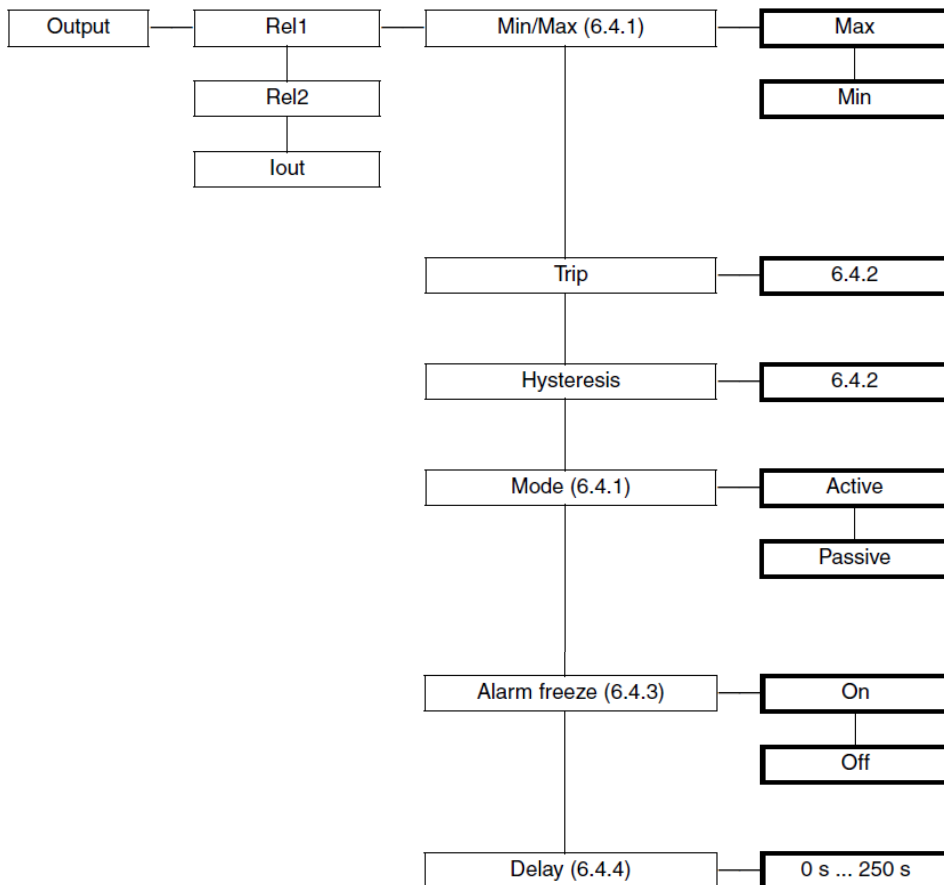 Output
Rel1
Min/Max (6.4.1)
Max
Rel2
Min
Iout
Trip
6.4.2
Hysteresis
6.4.2
Mode (6.4.1)
Active
Passive
Alarm freeze (6.4.3)
On
Off
Delay (6.4.4)
0 s ... 250 s